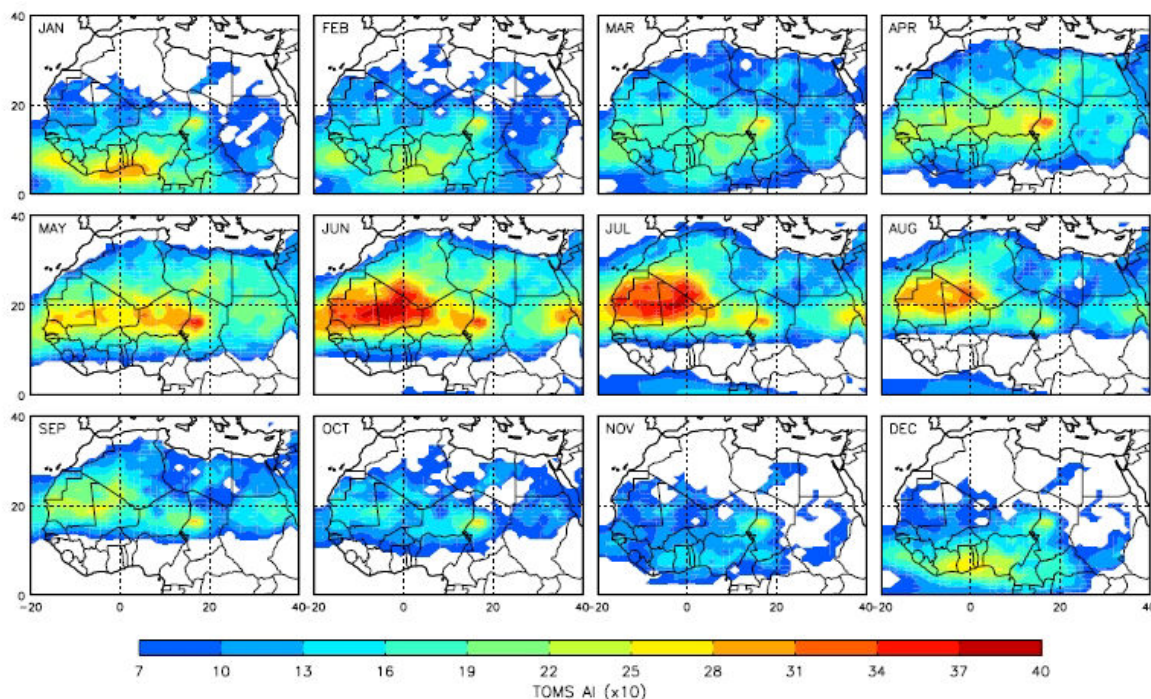 40 JAN FEB MAR APR
20
0
40 MAY JUN JUL AUG
20
0
40 SEP OCT NOV DEC
20
0
-20 0 20 40-20 0 20 40-20 0 20 40-20 0 20 40
7 10 13 16 19 22 25 28 31 34 37 40
TOMS AI (x10)